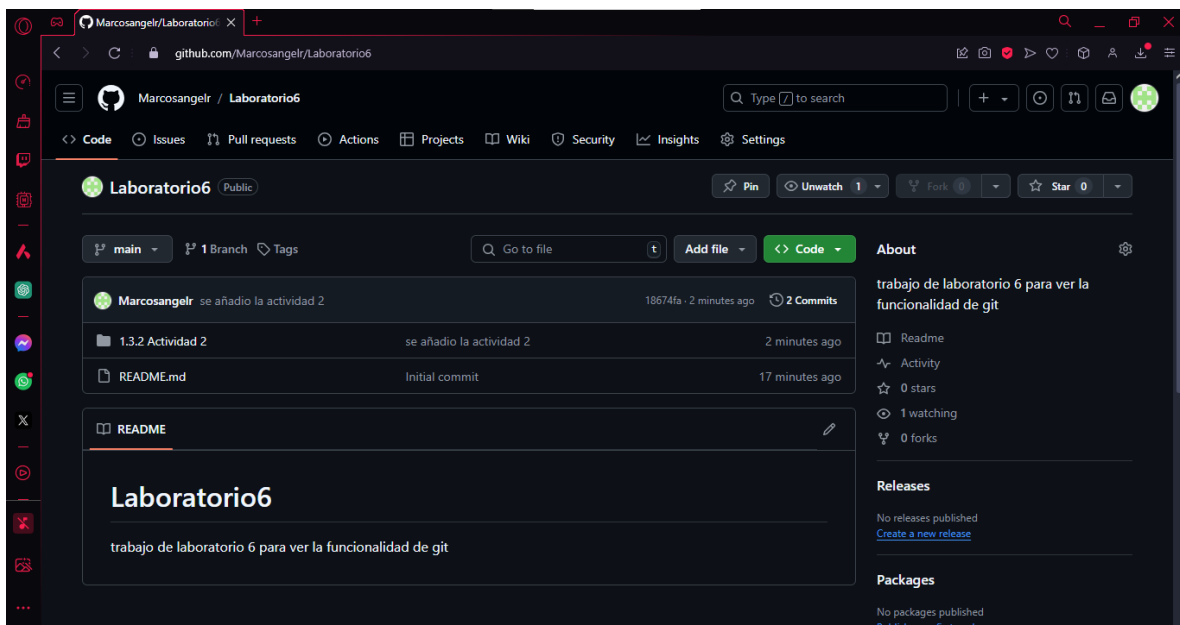 Marcosangelr/Laboratorio6
github.com/Marcosangelr/Laboratorio6
Marcosangelr / Laboratorio6
Type / to search
Code Issues Pull requests Actions Projects Wiki Security Insights Settings
Laboratorio6 Public
Pin Unwatch 1 Fork 0 Star 0
main 1 Branch Tags Go to file t Add file Code
Marcosangelr se añadio la actividad 2 18674fa · 2 minutes ago 2 Commits
1.3.2 Actividad 2 se añadio la actividad 2 2 minutes ago
README.md Initial commit 17 minutes ago
README
Laboratorio6
trabajo de laboratorio 6 para ver la funcionalidad de git
About
trabajo de laboratorio 6 para ver la
funcionalidad de git
Readme
Activity
0 stars
1 watching
0 forks
Releases
No releases published
Create a new release
Packages
No packages published